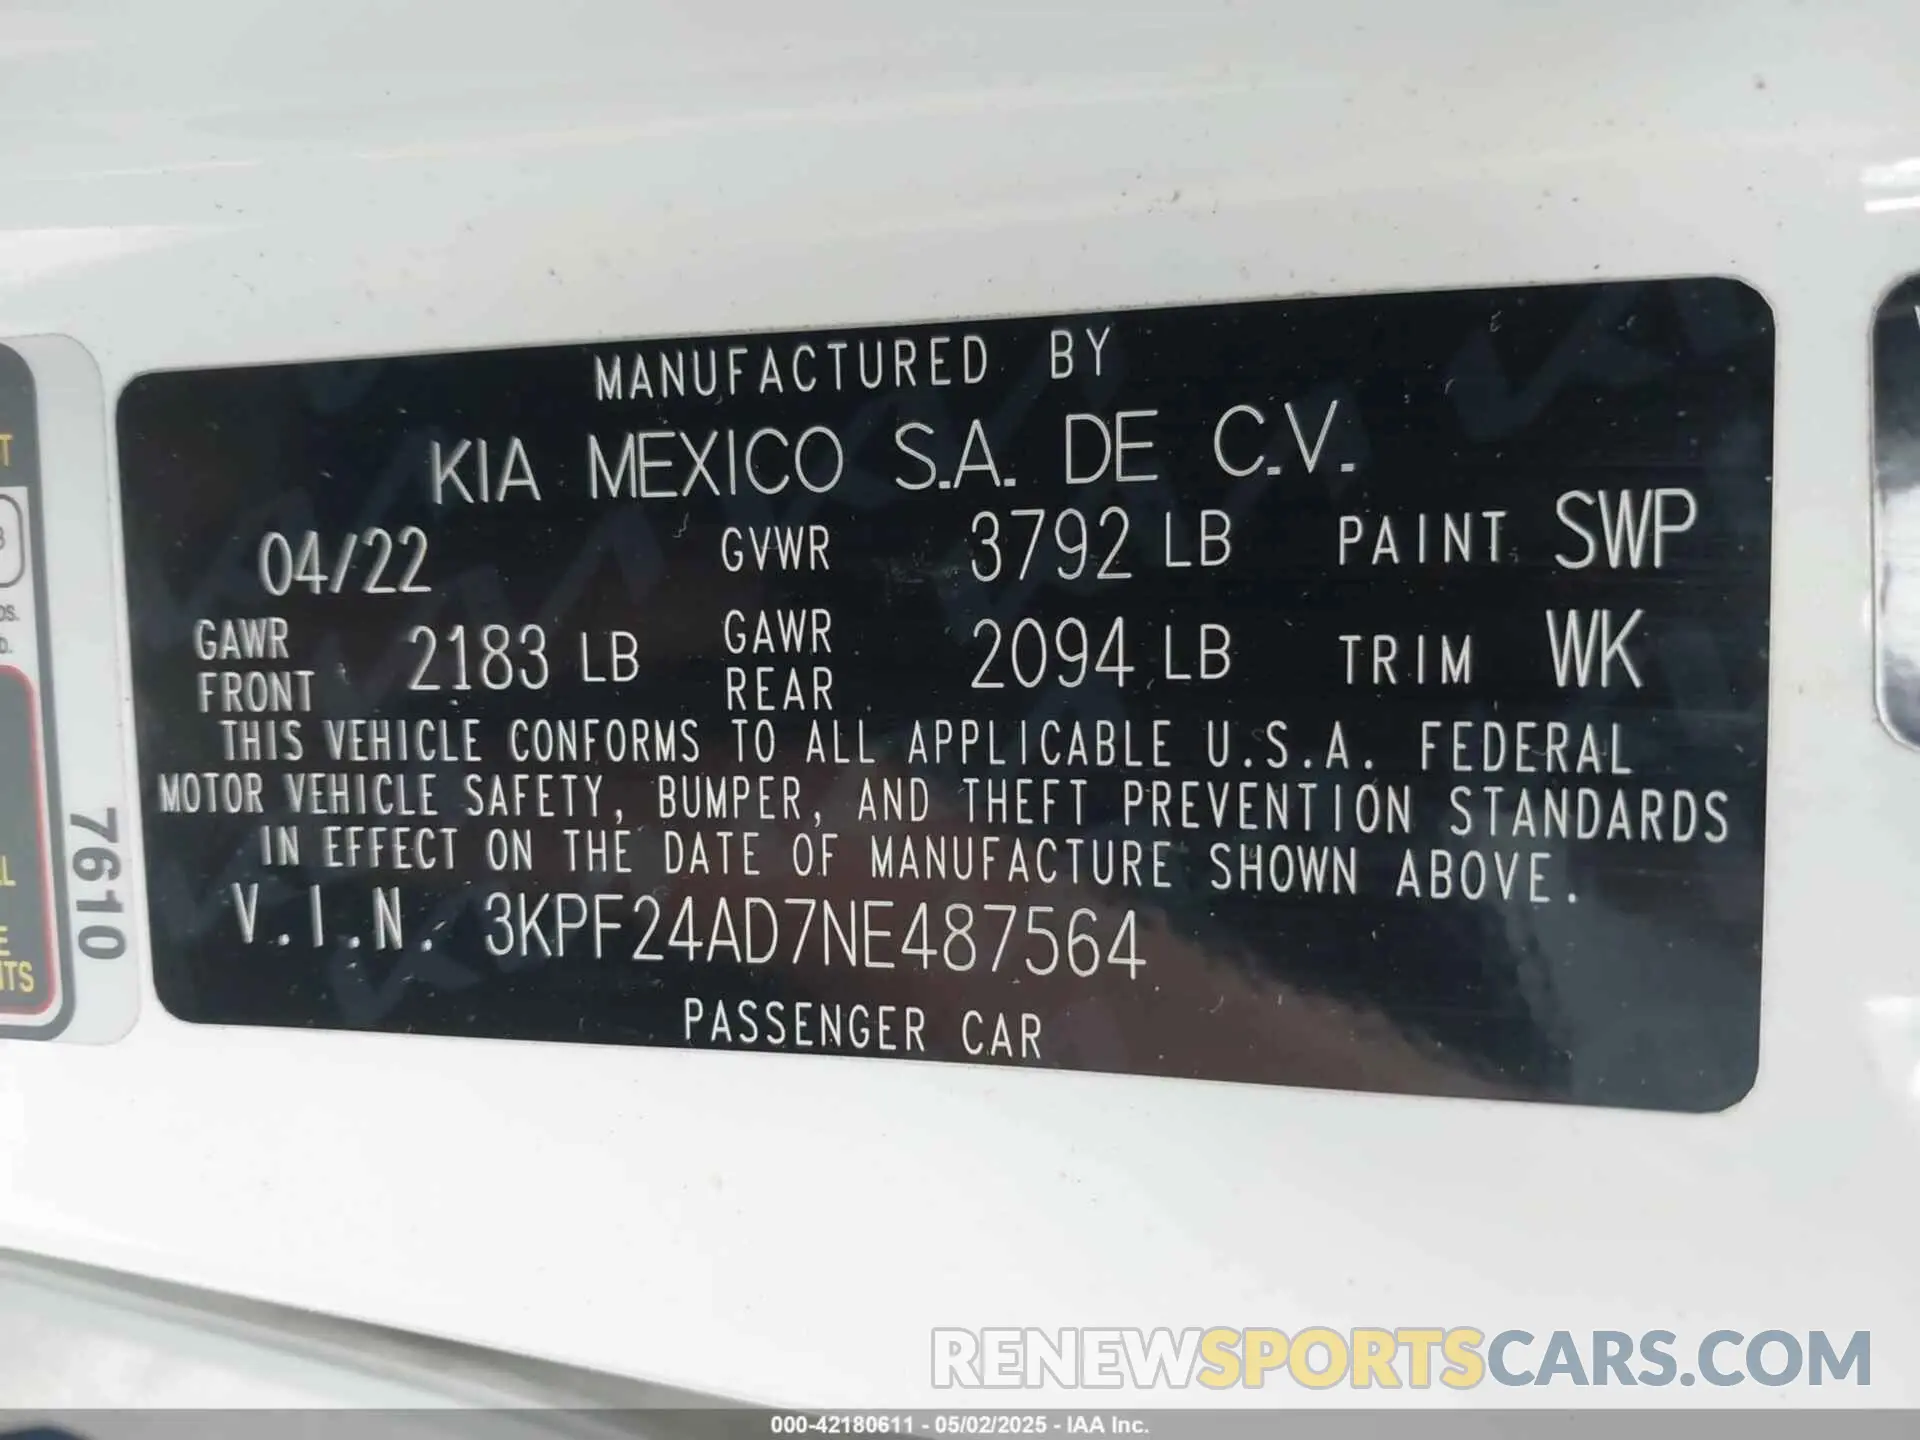 MANUFACTURED BY
KIA MEXICO S.A. DE C.V.
04/22 GVWR 3792 LB PAINT SWP
GAWR FRONT 2183 LB GAWR REAR 2094 LB TRIM WK
THIS VEHICLE CONFORMS TO ALL APPLICABLE U.S.A. FEDERAL
MOTOR VEHICLE SAFETY, BUMPER, AND THEFT PREVENTION STANDARDS
IN EFFECT ON THE DATE OF MANUFACTURE SHOWN ABOVE.
V.I.N. 3KPF24AD7NE487564
PASSENGER CAR
7610
RENEWSPORTSCARS.COM
000-42180611 - 05/02/2025 - IAA Inc.